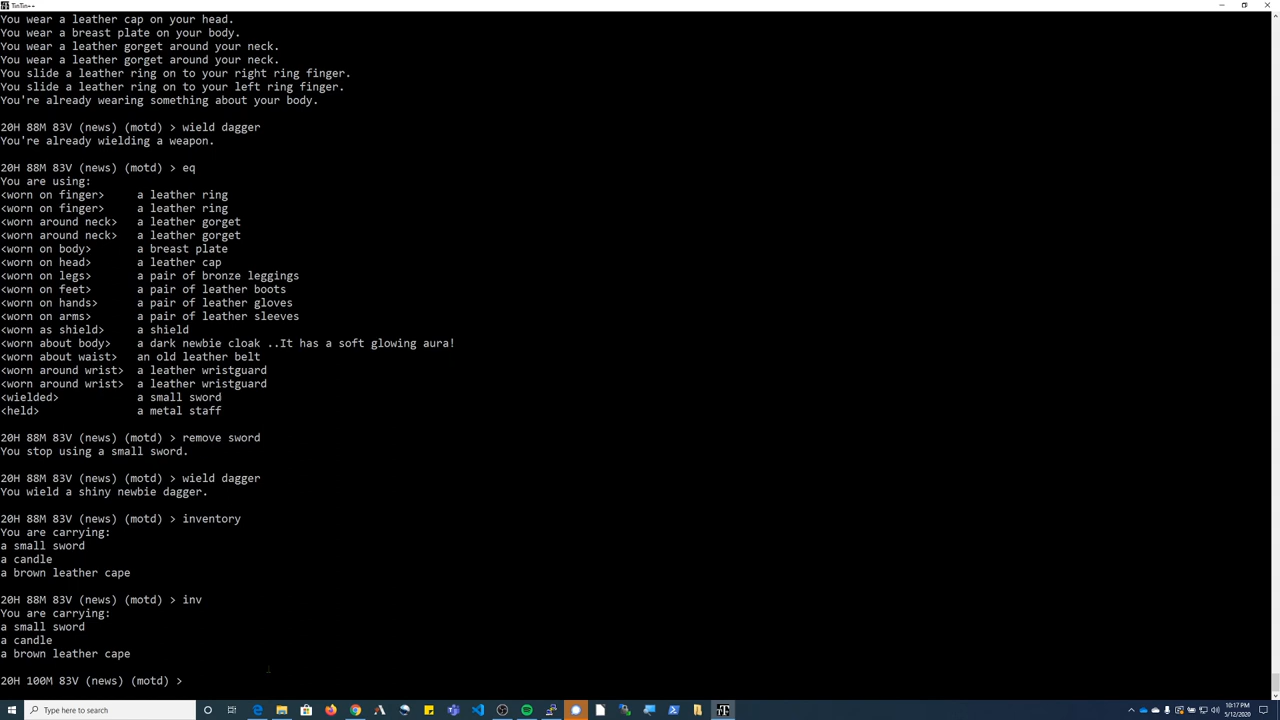 TinTin++
You wear a leather cap on your head.
You wear a breast plate on your body.
You wear a leather gorget around your neck.
You wear a leather gorget around your neck.
You slide a leather ring on to your right ring finger.
You slide a leather ring on to your left ring finger.
You're already wearing something about your body.
20H 88M 83V (news) (motd) > wield dagger
You're already wielding a weapon.
20H 88M 83V (news) (motd) > eq
You are using:
<worn on finger> a leather ring
<worn on finger> a leather ring
<worn around neck> a leather gorget
<worn around neck> a leather gorget
<worn on body> a breast plate
<worn on head> a leather cap
<worn on legs> a pair of bronze leggings
<worn on feet> a pair of leather boots
<worn on hands> a pair of leather gloves
<worn on arms> a pair of leather sleeves
<worn as shield> a shield
<worn about body> a dark newbie cloak ..It has a soft glowing aura!
<worn about waist> an old leather belt
<worn around wrist> a leather wristguard
<worn around wrist> a leather wristguard
<wielded> a small sword
<held> a metal staff
20H 88M 83V (news) (motd) > remove sword
You stop using a small sword.
20H 88M 83V (news) (motd) > wield dagger
You wield a shiny newbie dagger.
20H 88M 83V (news) (motd) > inventory
You are carrying:
a small sword
a candle
a brown leather cape
20H 88M 83V (news) (motd) > inv
You are carrying:
a small sword
a candle
a brown leather cape
20H 100M 83V (news) (motd) >
Type here to search
10:17 PM
5/12/2020